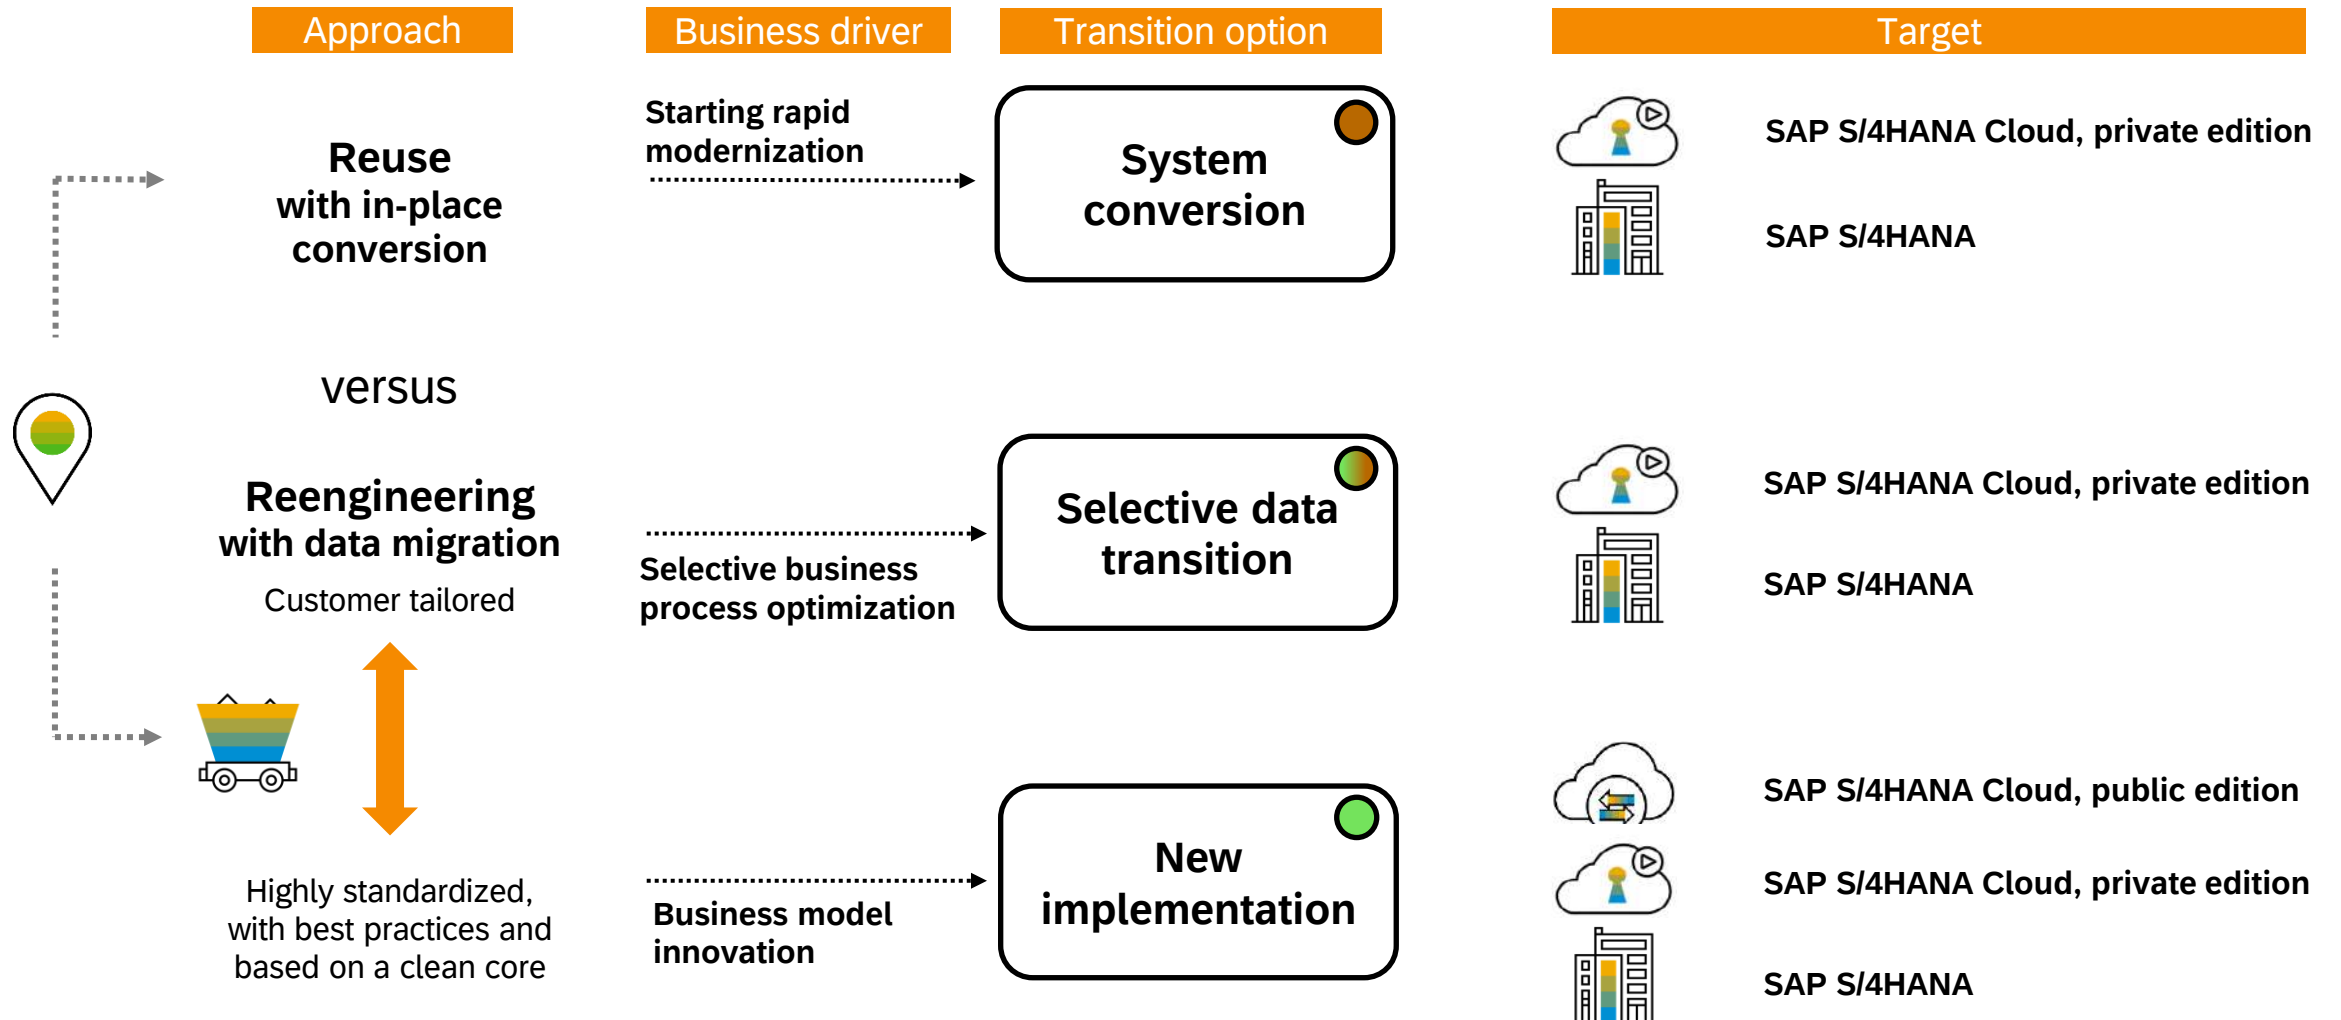 Approach
Business driver
Transition option
Target
Reuse
with in-place
conversion
Starting rapid
modernization
System
conversion
SAP S/4HANA Cloud, private edition
SAP S/4HANA
versus
Reengineering
with data migration
Customer tailored
Selective business
process optimization
Selective data
transition
SAP S/4HANA Cloud, private edition
SAP S/4HANA
Highly standardized,
with best practices and
based on a clean core
Business model
innovation
New
implementation
SAP S/4HANA Cloud, public edition
SAP S/4HANA Cloud, private edition
SAP S/4HANA